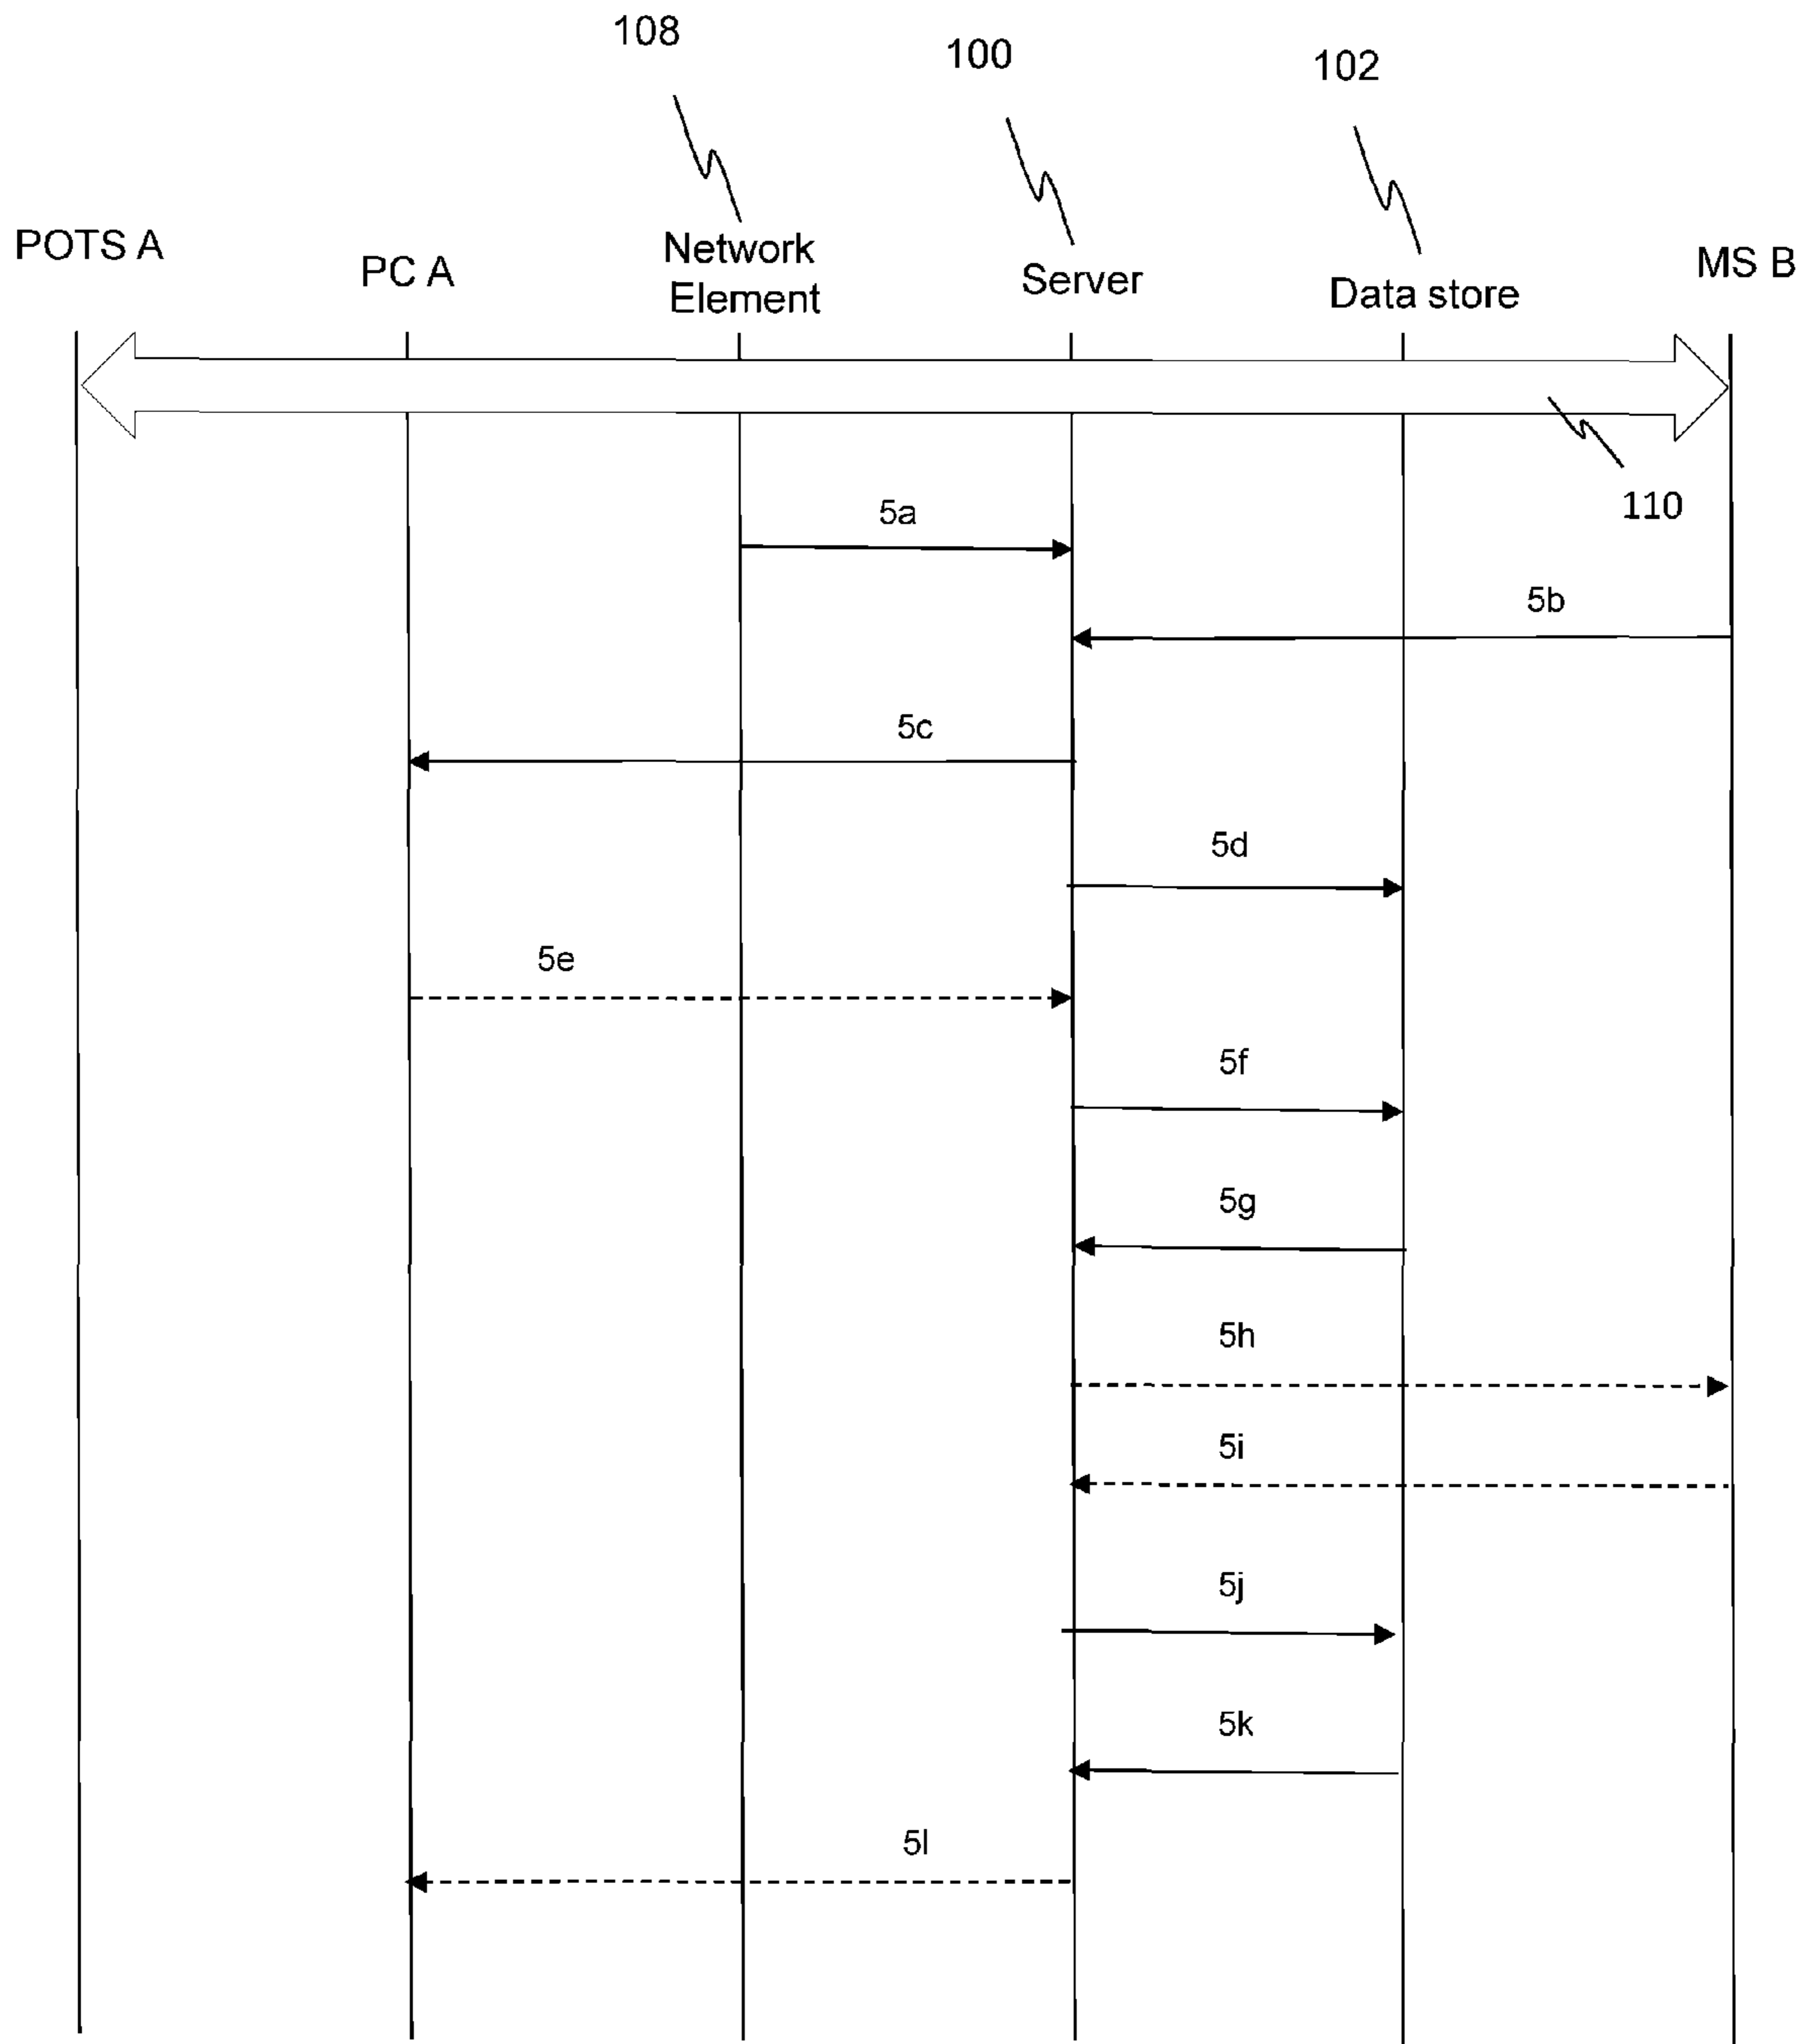 108
100
102
POTS A
PC A
Network
Element
Server
Data store
MS B
110
5a
5b
5c
5d
5e
5f
5g
5h
5i
5j
5k
5l